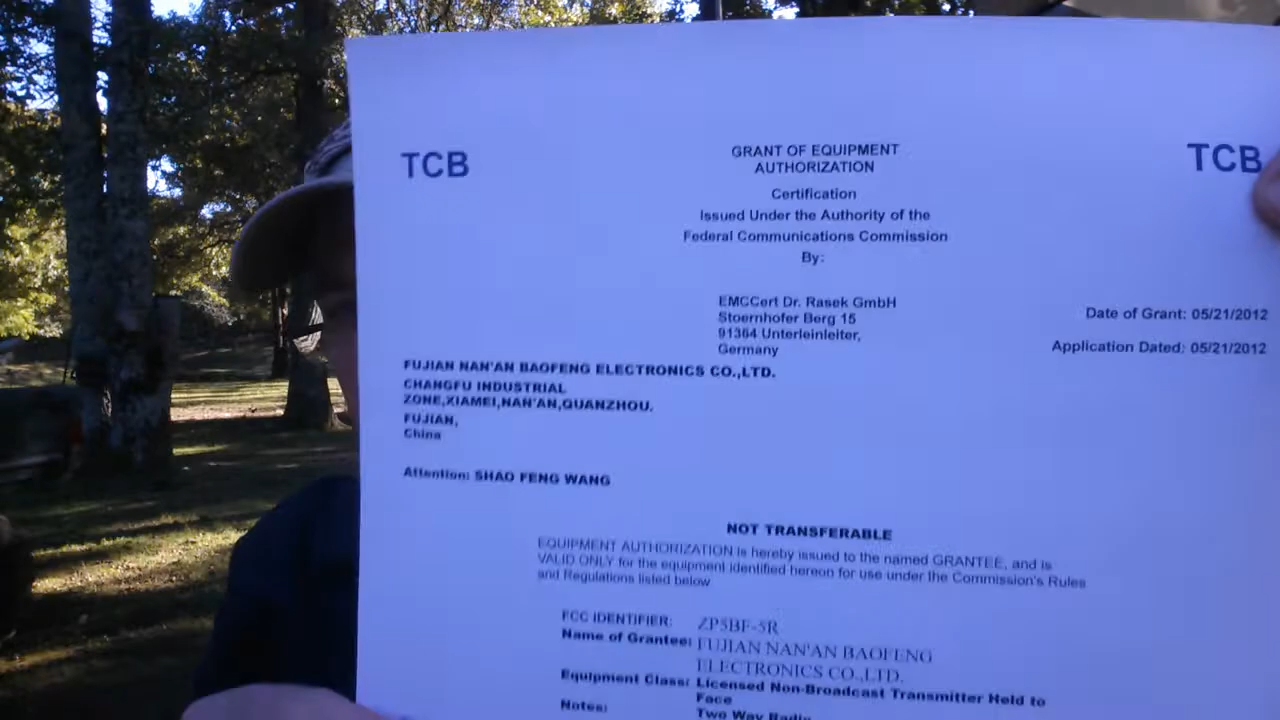 TCB
GRANT OF EQUIPMENT
AUTHORIZATION
TCB
Certification
Issued Under the Authority of the
Federal Communications Commission
By:
EMCCert Dr. Rasek GmbH
Stoernhofer Berg 15
91364 Unterleinleiter,
Germany
Date of Grant: 05/21/2012
Application Dated: 05/21/2012
FUJIAN NAN'AN BAOFENG ELECTRONICS CO.,LTD.
CHANGFU INDUSTRIAL
ZONE,XIAMEI,NAN'AN,QUANZHOU.
FUJIAN,
China
Attention: SHAO FENG WANG
NOT TRANSFERABLE
EQUIPMENT AUTHORIZATION is hereby issued to the named GRANTEE, and is
VALID ONLY for the equipment identified hereon for use under the Commission's Rules
and Regulations listed below
FCC IDENTIFIER: ZP5BF-5R
Name of Grantee: FUJIAN NAN'AN BAOFENG
ELECTRONICS CO.,LTD.
Equipment Class: Licensed Non-Broadcast Transmitter Held to
Face
Notes: Two Way Radio